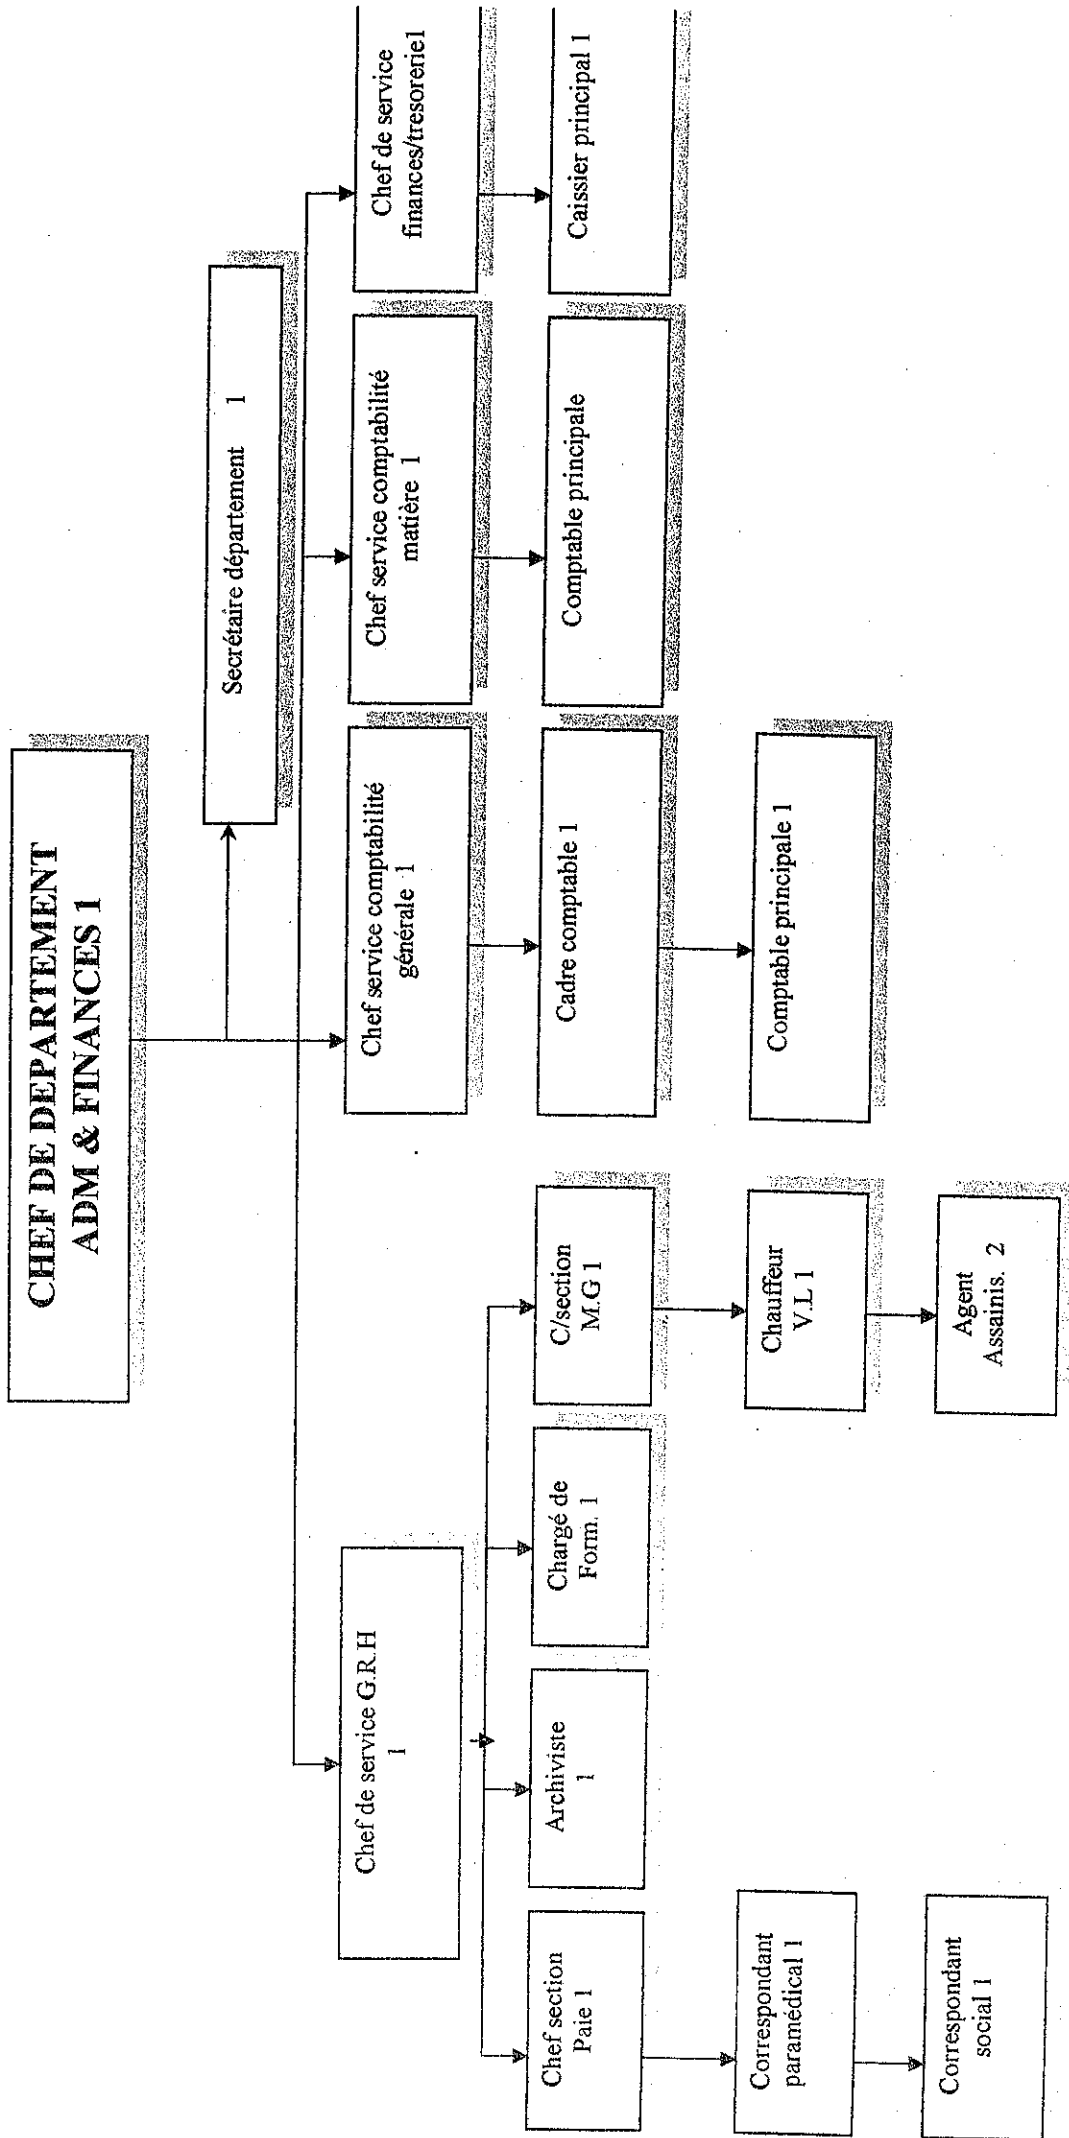 CHEF DE DEPARTEMENT
ADM & FINANCES 1
Secrétaire département 1
Chef de service G.R.H
1
Chef service comptabilité
générale 1
Chef service comptabilité
matière 1
Chef de service
finances/tresorerie1
Chef section
Paie 1
Archiviste
1
Chargé de
Form. 1
C/section
M.G 1
Cadre comptable 1
Comptable principale
Caissier principal 1
Correspondant
paramédical 1
Chauffeur
V.L 1
Comptable principale 1
Correspondant
social 1
Agent
Assainis. 2